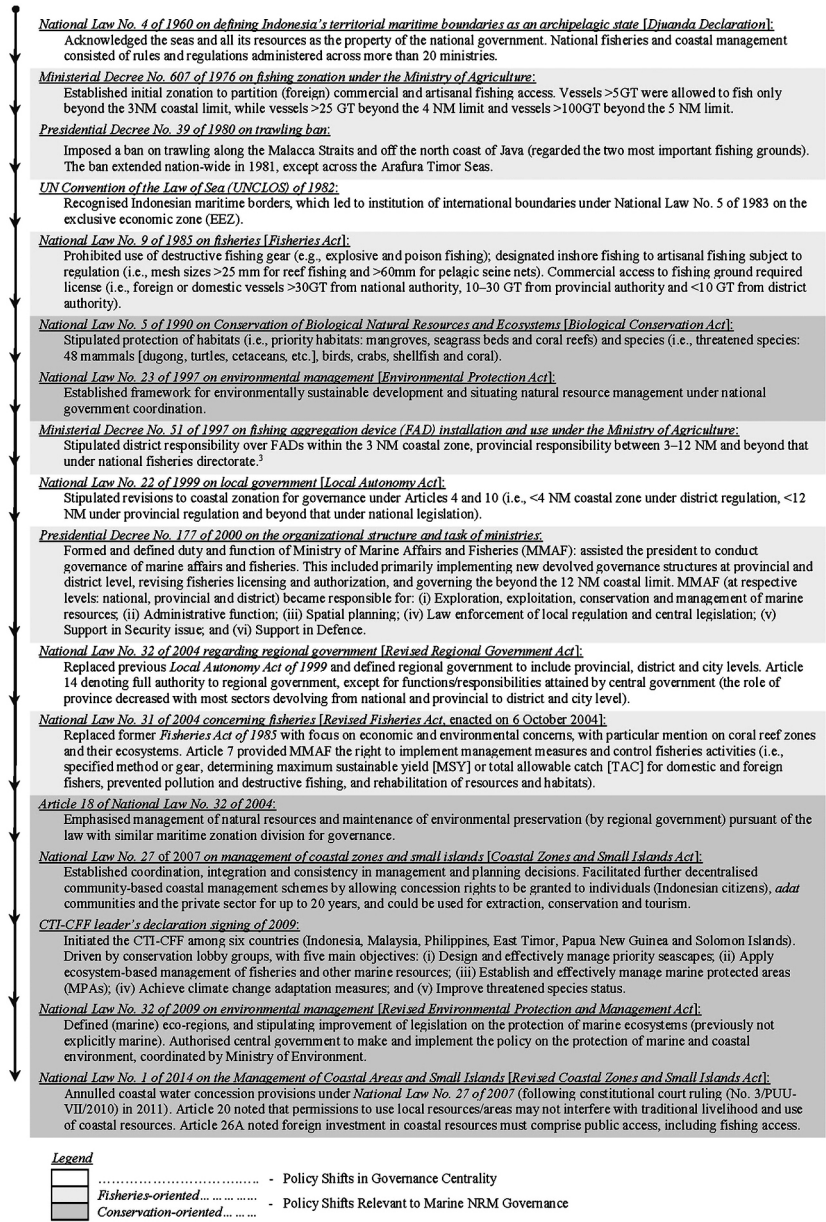 National Law No. 4 of 1960 on defining Indonesia's territorial maritime boundaries as an archipelagic state [Djuanda Declaration]:
Acknowledged the seas and all its resources as the property of the national government. National fisheries and coastal management
consisted of rules and regulations administered across more than 20 ministries.
Ministerial Decree No. 607 of 1976 on fishing zonation under the Ministry of Agriculture:
Established initial zonation to partition (foreign) commercial and artisanal fishing access. Vessels >5GT were allowed to fish only
beyond the 3NM coastal limit, while vessels >25 GT beyond the 4 NM limit and vessels >100GT beyond the 5 NM limit.
Presidential Decree No. 39 of 1980 on trawling ban:
Imposed a ban on trawling along the Malacca Straits and off the north coast of Java (regarded the two most important fishing grounds).
The ban extended nation-wide in 1981, except across the Arafura Timor Seas.
UN Convention of the Law of Sea (UNCLOS) of 1982:
Recognised Indonesian maritime borders, which led to institution of international boundaries under National Law No. 5 of 1983 on the
exclusive economic zone (EEZ).
National Law No. 9 of 1985 on fisheries [Fisheries Act]:
Prohibited use of destructive fishing gear (e.g., explosive and poison fishing); designated inshore fishing to artisanal fishing subject to
regulation (i.e., mesh sizes >25 mm for reef fishing and >60mm for pelagic seine nets). Commercial access to fishing ground required
license (i.e., foreign or domestic vessels >30GT from national authority, 10–30 GT from provincial authority and <10 GT from district
authority).
National Law No. 5 of 1990 on Conservation of Biological Natural Resources and Ecosystems [Biological Conservation Act]:
Stipulated protection of habitats (i.e., priority habitats: mangroves, seagrass beds and coral reefs) and species (i.e., threatened species:
48 mammals [dugong, turtles, cetaceans, etc.], birds, crabs, shellfish and coral).
National Law No. 23 of 1997 on environmental management [Environmental Protection Act]:
Established framework for environmentally sustainable development and situating natural resource management under national
government coordination.
Ministerial Decree No. 51 of 1997 on fishing aggregation device (FAD) installation and use under the Ministry of Agriculture:
Stipulated district responsibility over FADs within the 3 NM coastal zone, provincial responsibility between 3–12 NM and beyond that
under national fisheries directorate.³
National Law No. 22 of 1999 on local government [Local Autonomy Act]:
Stipulated revisions to coastal zonation for governance under Articles 4 and 10 (i.e., <4 NM coastal zone under district regulation, <12
NM under provincial regulation and beyond that under national legislation).
Presidential Decree No. 177 of 2000 on the organizational structure and task of ministries:
Formed and defined duty and function of Ministry of Marine Affairs and Fisheries (MMAF): assisted the president to conduct
governance of marine affairs and fisheries. This included primarily implementing new devolved governance structures at provincial and
district level, revising fisheries licensing and authorization, and governing the beyond the 12 NM coastal limit. MMAF (at respective
levels: national, provincial and district) became responsible for: (i) Exploration, exploitation, conservation and management of marine
resources; (ii) Administrative function; (iii) Spatial planning; (iv) Law enforcement of local regulation and central legislation; (v)
Support in Security issue; and (vi) Support in Defence.
National Law No. 32 of 2004 regarding regional government [Revised Regional Government Act]:
Replaced previous Local Autonomy Act of 1999 and defined regional government to include provincial, district and city levels. Article
14 denoting full authority to regional government, except for functions/responsibilities attained by central government (the role of
province decreased with most sectors devolving from national and provincial to district and city level).
National Law No. 31 of 2004 concerning fisheries [Revised Fisheries Act, enacted on 6 October 2004]:
Replaced former Fisheries Act of 1985 with focus on economic and environmental concerns, with particular mention on coral reef zones
and their ecosystems. Article 7 provided MMAF the right to implement management measures and control fisheries activities (i.e.,
specified method or gear, determining maximum sustainable yield [MSY] or total allowable catch [TAC] for domestic and foreign
fishers, prevented pollution and destructive fishing, and rehabilitation of resources and habitats).
Article 18 of National Law No. 32 of 2004:
Emphasised management of natural resources and maintenance of environmental preservation (by regional government) pursuant of the
law with similar maritime zonation division for governance.
National Law No. 27 of 2007 on management of coastal zones and small islands [Coastal Zones and Small Islands Act]:
Established coordination, integration and consistency in management and planning decisions. Facilitated further decentralised
community-based coastal management schemes by allowing concession rights to be granted to individuals (Indonesian citizens), adat
communities and the private sector for up to 20 years, and could be used for extraction, conservation and tourism.
CTI-CFF leader's declaration signing of 2009:
Initiated the CTI-CFF among six countries (Indonesia, Malaysia, Philippines, East Timor, Papua New Guinea and Solomon Islands).
Driven by conservation lobby groups, with five main objectives: (i) Design and effectively manage priority seascapes; (ii) Apply
ecosystem-based management of fisheries and other marine resources; (iii) Establish and effectively manage marine protected areas
(MPAs); (iv) Achieve climate change adaptation measures; and (v) Improve threatened species status.
National Law No. 32 of 2009 on environmental management [Revised Environmental Protection and Management Act]:
Defined (marine) eco-regions, and stipulating improvement of legislation on the protection of marine ecosystems (previously not
explicitly marine). Authorised central government to make and implement the policy on the protection of marine and coastal
environment, coordinated by Ministry of Environment.
National Law No. 1 of 2014 on the Management of Coastal Areas and Small Islands [Revised Coastal Zones and Small Islands Act]:
Annulled coastal water concession provisions under National Law No. 27 of 2007 (following constitutional court ruling (No. 3/PUU-
VII/2010) in 2011). Article 20 noted that permissions to use local resources/areas may not interfere with traditional livelihood and use
of coastal resources. Article 26A noted foreign investment in coastal resources must comprise public access, including fishing access.
Legend
............................. - Policy Shifts in Governance Centrality
Fisheries-oriented............
- Policy Shifts Relevant to Marine NRM Governance
Conservation-oriented........